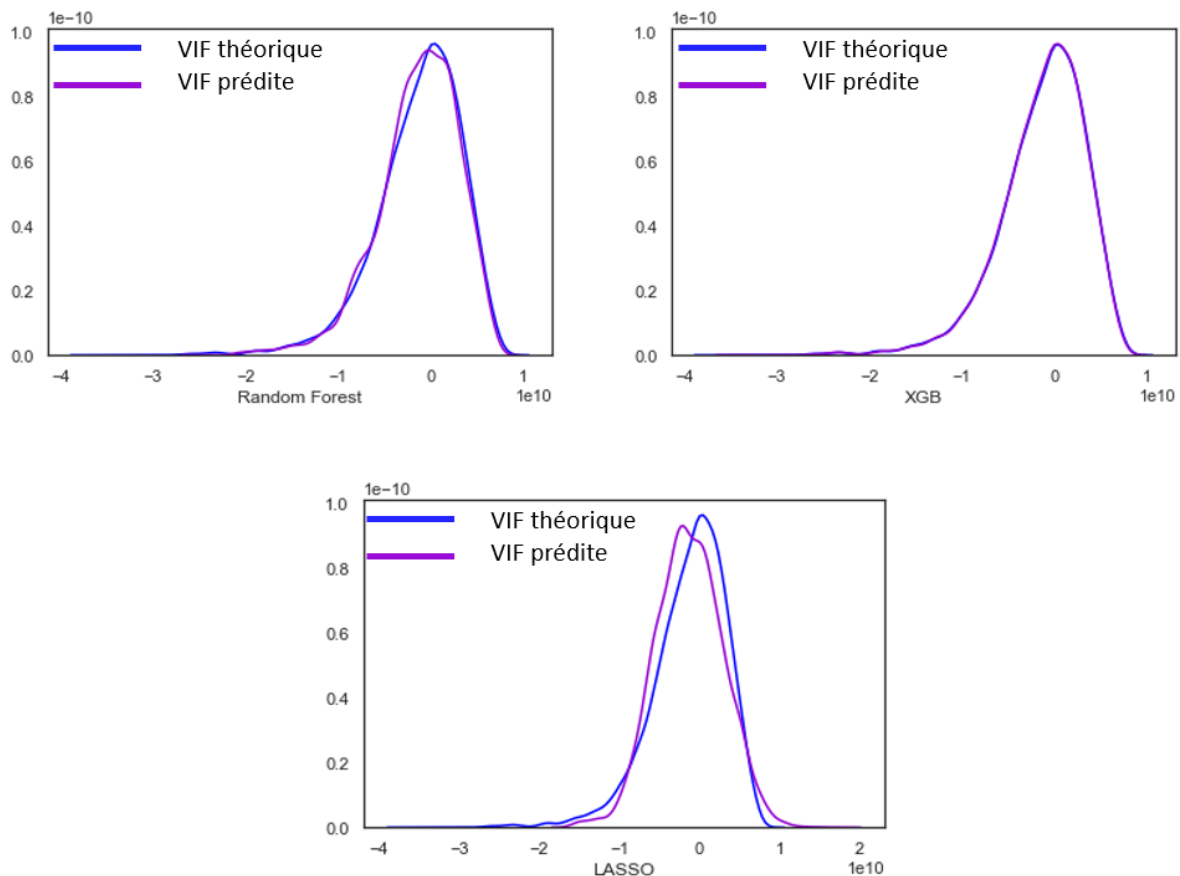 1e−10
VIF théorique
VIF prédite
1.0
0.8
0.6
0.4
0.2
0.0
−4 −3 −2 −1 0 1
Random Forest 1e10
1e−10
VIF théorique
VIF prédite
1.0
0.8
0.6
0.4
0.2
0.0
−4 −3 −2 −1 0 1
XGB 1e10
1e−10
VIF théorique
VIF prédite
1.0
0.8
0.6
0.4
0.2
0.0
−4 −3 −2 −1 0 1 2
LASSO 1e10